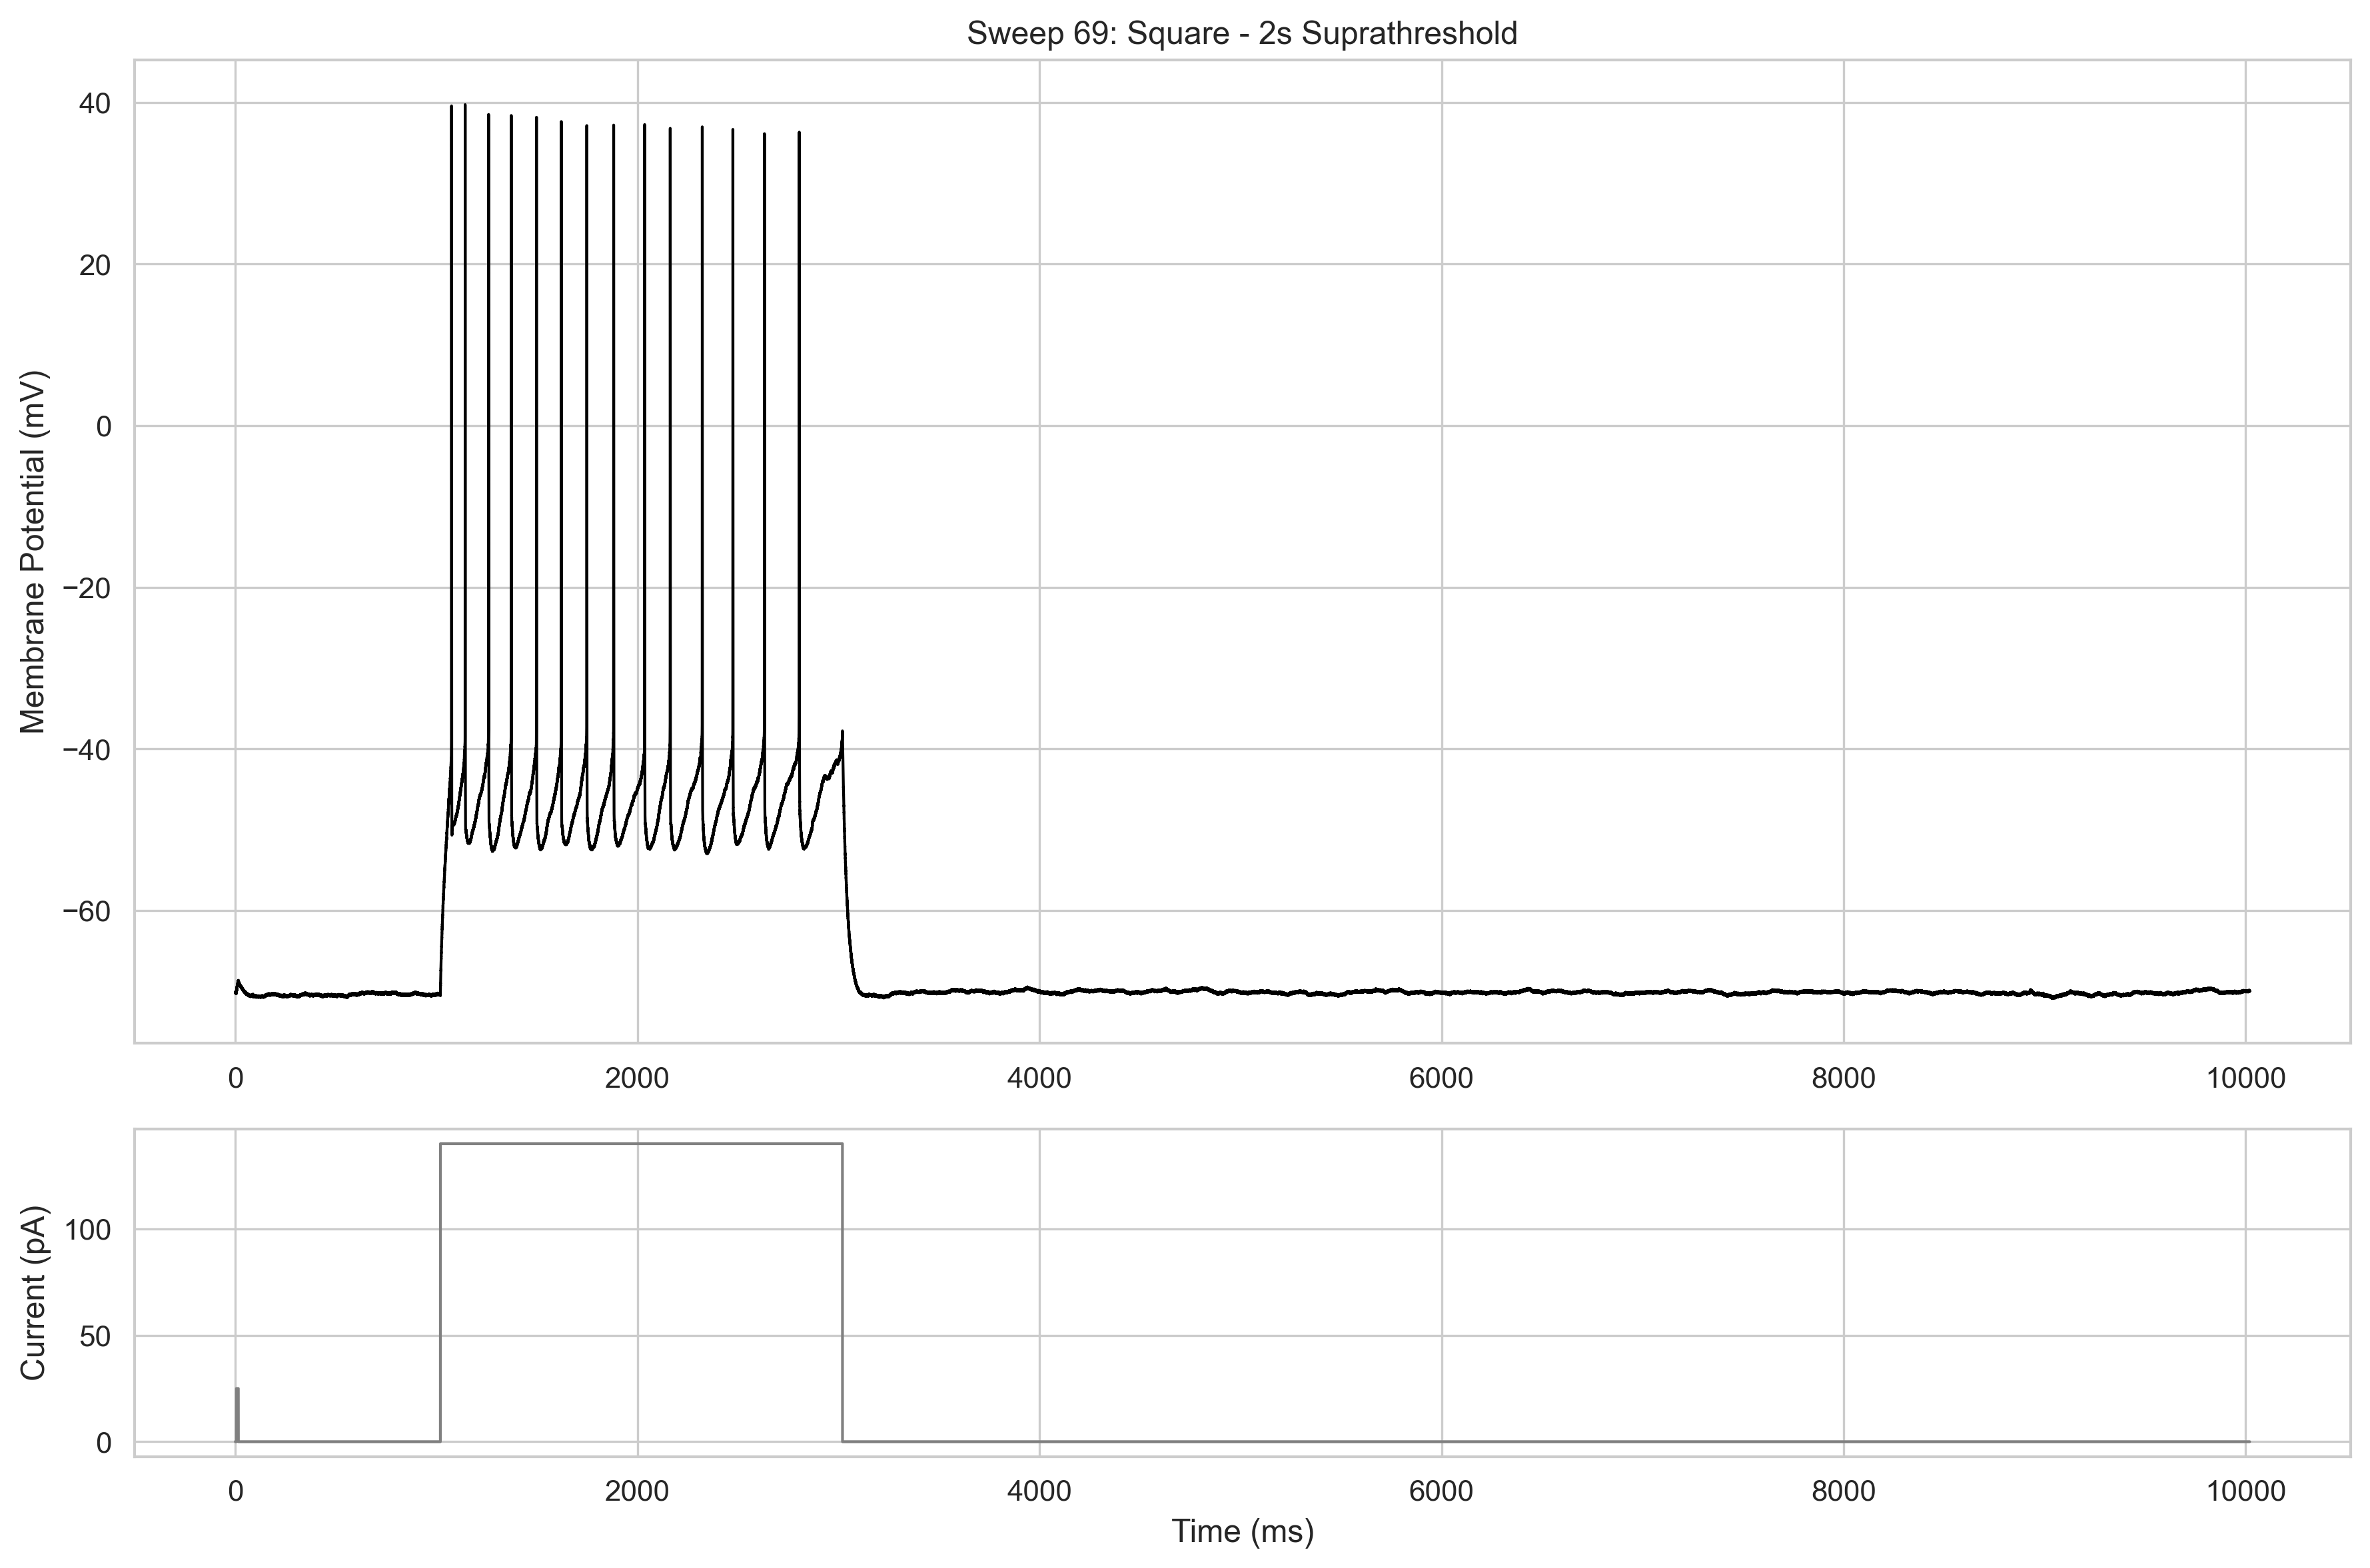 Sweep 69: Square - 2s Suprathreshold
Membrane Potential (mV)
40
20
0
−20
−40
−60
0 2000 4000 6000 8000 10000
Current (pA)
100
50
0
0 2000 4000 6000 8000 10000
Time (ms)